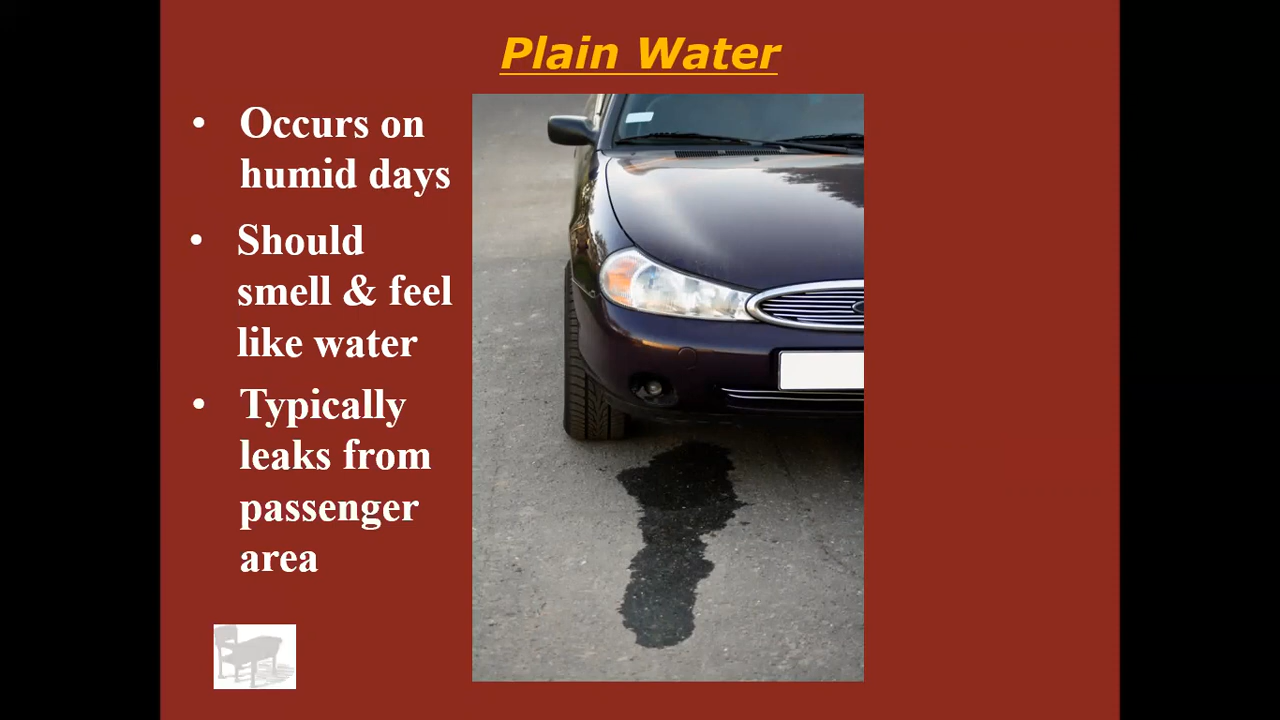 Plain Water
• Occurs on
humid days
• Should
smell & feel
like water
• Typically
leaks from
passenger
area